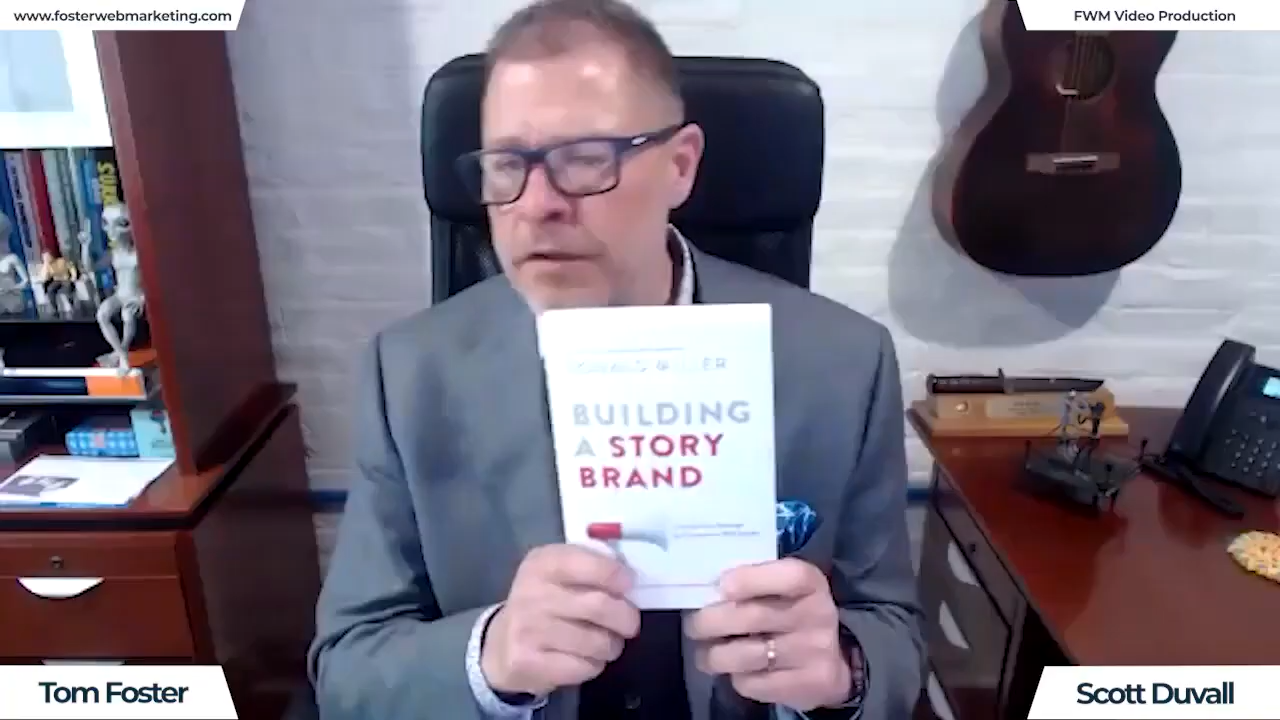 www.fosterwebmarketing.com
FWM Video Production
BUILDING
A STORY
BRAND
Tom Foster
Scott Duvall